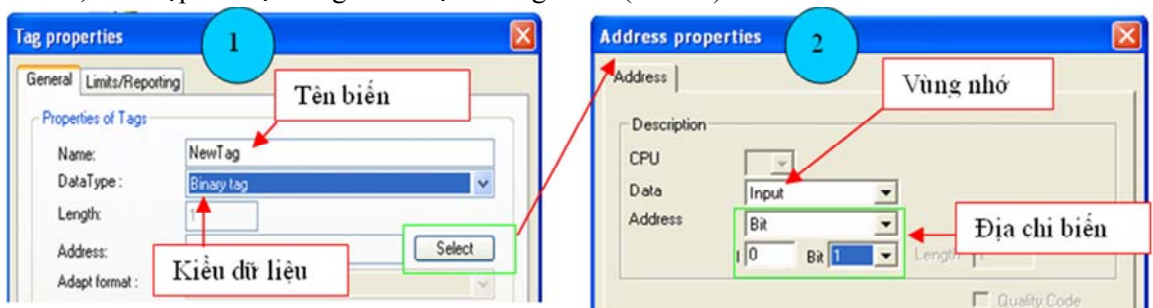 Tag properties
1
General Limits/Reporting
Tên biến
Properties of Tags
Name: NewTag
DataType : Binary tag
Length: 1
Address: Select
Kiểu dữ liệu
Adapt format :
Address properties
2
Address
Vùng nhớ
Description
CPU
Data Input
Address Bit
Địa chỉ biến
I 0 Bit 1 Length
Quality Code